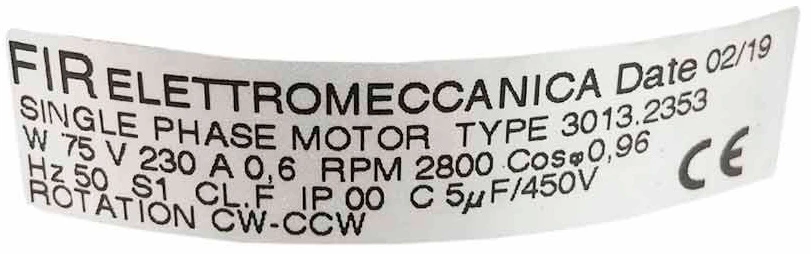 FIR ELETTROMECCANICA Date 02/19
SINGLE PHASE MOTOR TYPE 3013.2353
W 75 V 230 A 0,6 RPM 2800 Cosφ0,96
Hz 50 S1 CL.F IP 00 C 5µF/450V
ROTATION CW-CCW
CE